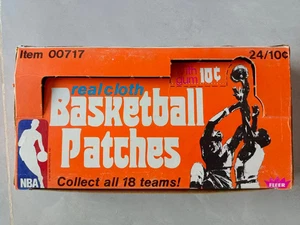 Item 00717
24/10¢
10¢
real cloth
Basketball
Patches
Collect all 18 teams!
NBA
FLEER